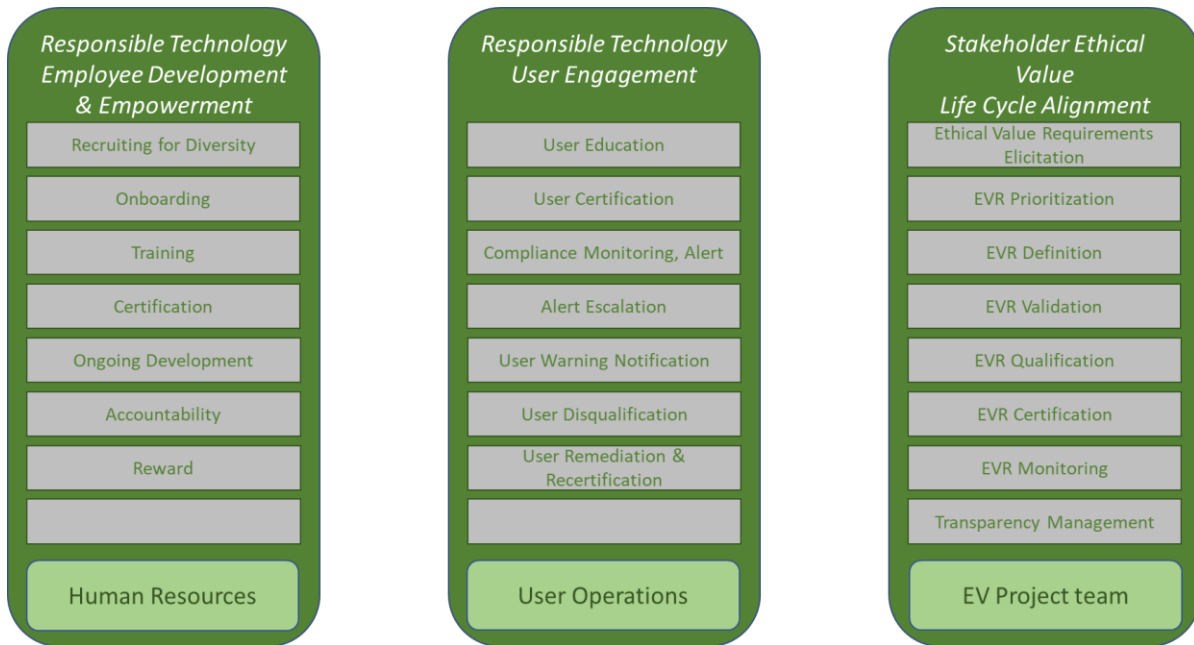 Responsible Technology
Employee Development
& Empowerment
Recruiting for Diversity
Onboarding
Training
Certification
Ongoing Development
Accountability
Reward
Human Resources
Responsible Technology
User Engagement
User Education
User Certification
Compliance Monitoring, Alert
Alert Escalation
User Warning Notification
User Disqualification
User Remediation &
Recertification
User Operations
Stakeholder Ethical
Value
Life Cycle Alignment
Ethical Value Requirements
Elicitation
EVR Prioritization
EVR Definition
EVR Validation
EVR Qualification
EVR Certification
EVR Monitoring
Transparency Management
EV Project team